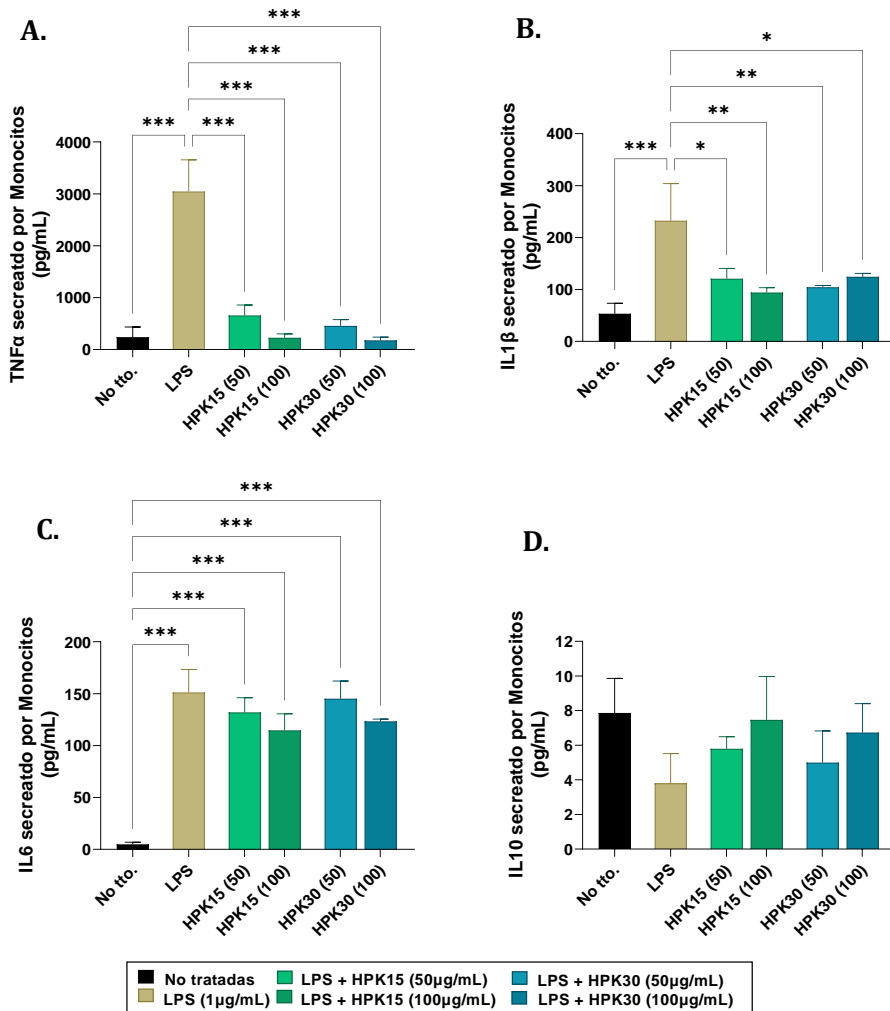 A.
***
***
***
***
***
TNFα secreatdo por Monocitos
(pg/mL)
4000
3000
2000
1000
0
No tto.
LPS
HPK15 (50)
HPK15 (100)
HPK30 (50)
HPK30 (100)
B.
*
**
**
***
*
IL1β secreatdo por Monocitos
(pg/mL)
400
300
200
100
0
No tto.
LPS
HPK15 (50)
HPK15 (100)
HPK30 (50)
HPK30 (100)
C.
***
***
***
***
***
IL6 secreatdo por Monocitos
(pg/mL)
200
150
100
50
0
No tto.
LPS
HPK15 (50)
HPK15 (100)
HPK30 (50)
HPK30 (100)
D.
IL10 secreatdo por Monocitos
(pg/mL)
12
10
8
6
4
2
0
No tto.
LPS
HPK15 (50)
HPK15 (100)
HPK30 (50)
HPK30 (100)
No tratadas
LPS + HPK15 (50µg/mL)
LPS + HPK30 (50µg/mL)
LPS (1µg/mL)
LPS + HPK15 (100µg/mL)
LPS + HPK30 (100µg/mL)